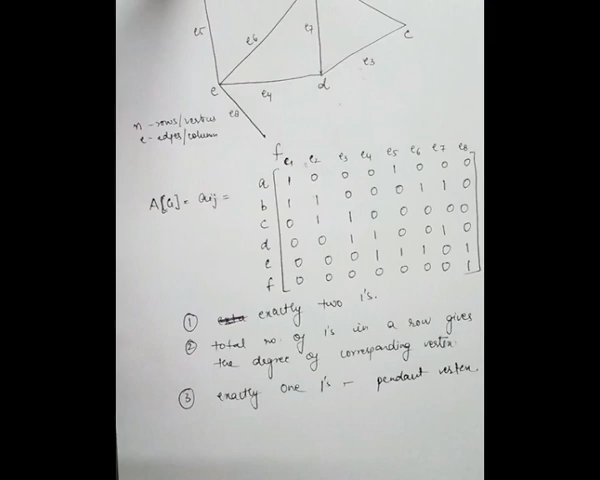 e5
e6
e7
c
e3
e
e4
d
e8
n - rows/vertices
e - edges/column
f
e1 e2 e3 e4 e5 e6 e7 e8
a 1 0 0 0 1 0 0 0
b 1 1 0 0 0 1 1 0
A[G] = aij =
c 0 1 1 0 0 0 0 0
d 0 0 1 1 0 0 1 0
e 0 0 0 1 1 1 0 1
f 0 0 0 0 0 0 0 1
① exactly two 1's.
② total no. of 1's in a row gives
the degree of corresponding vertex.
③ exactly one 1's - pendant vertex.